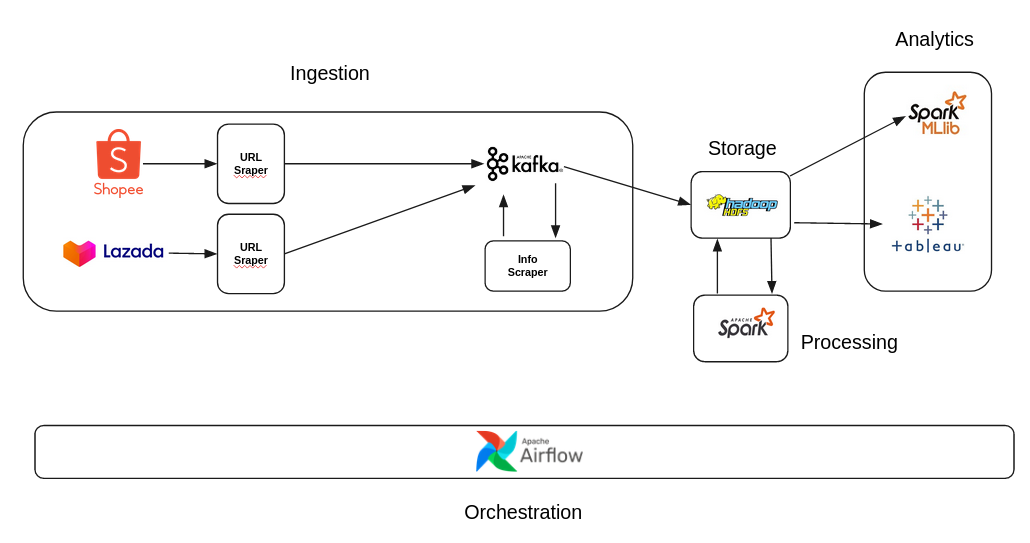 Analytics
Ingestion
Spark
MLlib
URL
Sraper
S
Shopee
APACHE
kafka
Storage
hadoop
HDFS
Lazada
URL
Sraper
Info
Scraper
+ableau
APACHE
Spark
Processing
Apache
Airflow
Orchestration